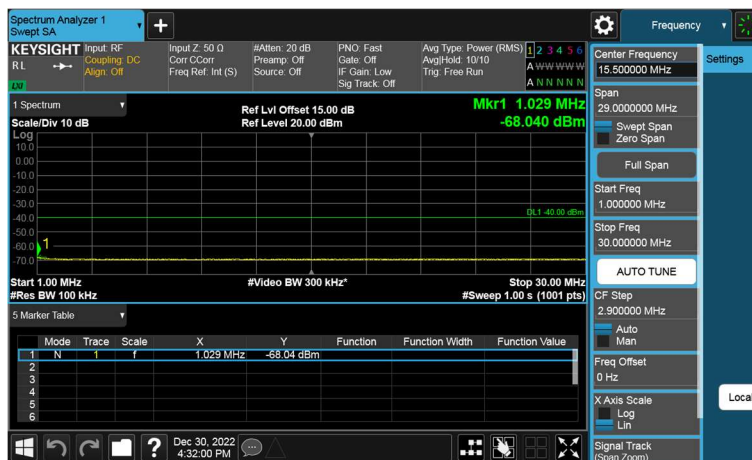 Spectrum Analyzer 1
Swept SA
Frequency
KEYSIGHT
RL
LXI
Input: RF
Coupling: DC
Align: Off
Input Z: 50 Ω
Corr CCorr
Freq Ref: Int (S)
#Atten: 20 dB
Preamp: Off
Source: Off
PNO: Fast
Gate: Off
IF Gain: Low
Sig Track: Off
Avg Type: Power (RMS)
Avg|Hold: 10/10
Trig: Free Run
1 2 3 4 5 6
A W W W W W
A N N N N N
1 Spectrum
Scale/Div 10 dB
Ref Lvl Offset 15.00 dB
Ref Level 20.00 dBm
Mkr1 1.029 MHz
-68.040 dBm
Log
10.0
0.00
-10.0
-20.0
-30.0
-40.0
-50.0
-60.0
-70.0
DL1 -40.00 dBm
1
Start 1.00 MHz
#Video BW 300 kHz*
Stop 30.00 MHz
#Res BW 100 kHz
#Sweep 1.00 s (1001 pts)
5 Marker Table
Mode Trace Scale X Y Function Function Width Function Value
1 N 1 f 1.029 MHz -68.04 dBm
2
3
4
5
6
?
Dec 30, 2022
4:32:00 PM
Center Frequency
15.500000 MHz
Settings
Span
29.0000000 MHz
Swept Span
Zero Span
Full Span
Start Freq
1.000000 MHz
Stop Freq
30.000000 MHz
AUTO TUNE
CF Step
2.900000 MHz
Auto
Man
Freq Offset
0 Hz
X Axis Scale
Log
Lin
Local
Signal Track
(Span Zoom)